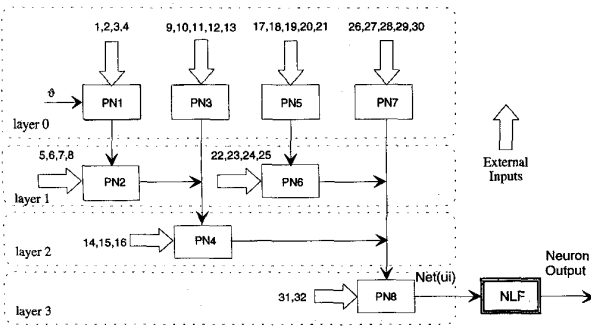 1,2,3,4
9,10,11,12,13
17,18,19,20,21
26,27,28,29,30
ϑ
PN1
PN3
PN5
PN7
layer 0
External
Inputs
5,6,7,8
PN2
22,23,24,25
PN6
layer 1
14,15,16
PN4
layer 2
Net(ui)
Neuron
Output
31,32
PN8
NLF
layer 3